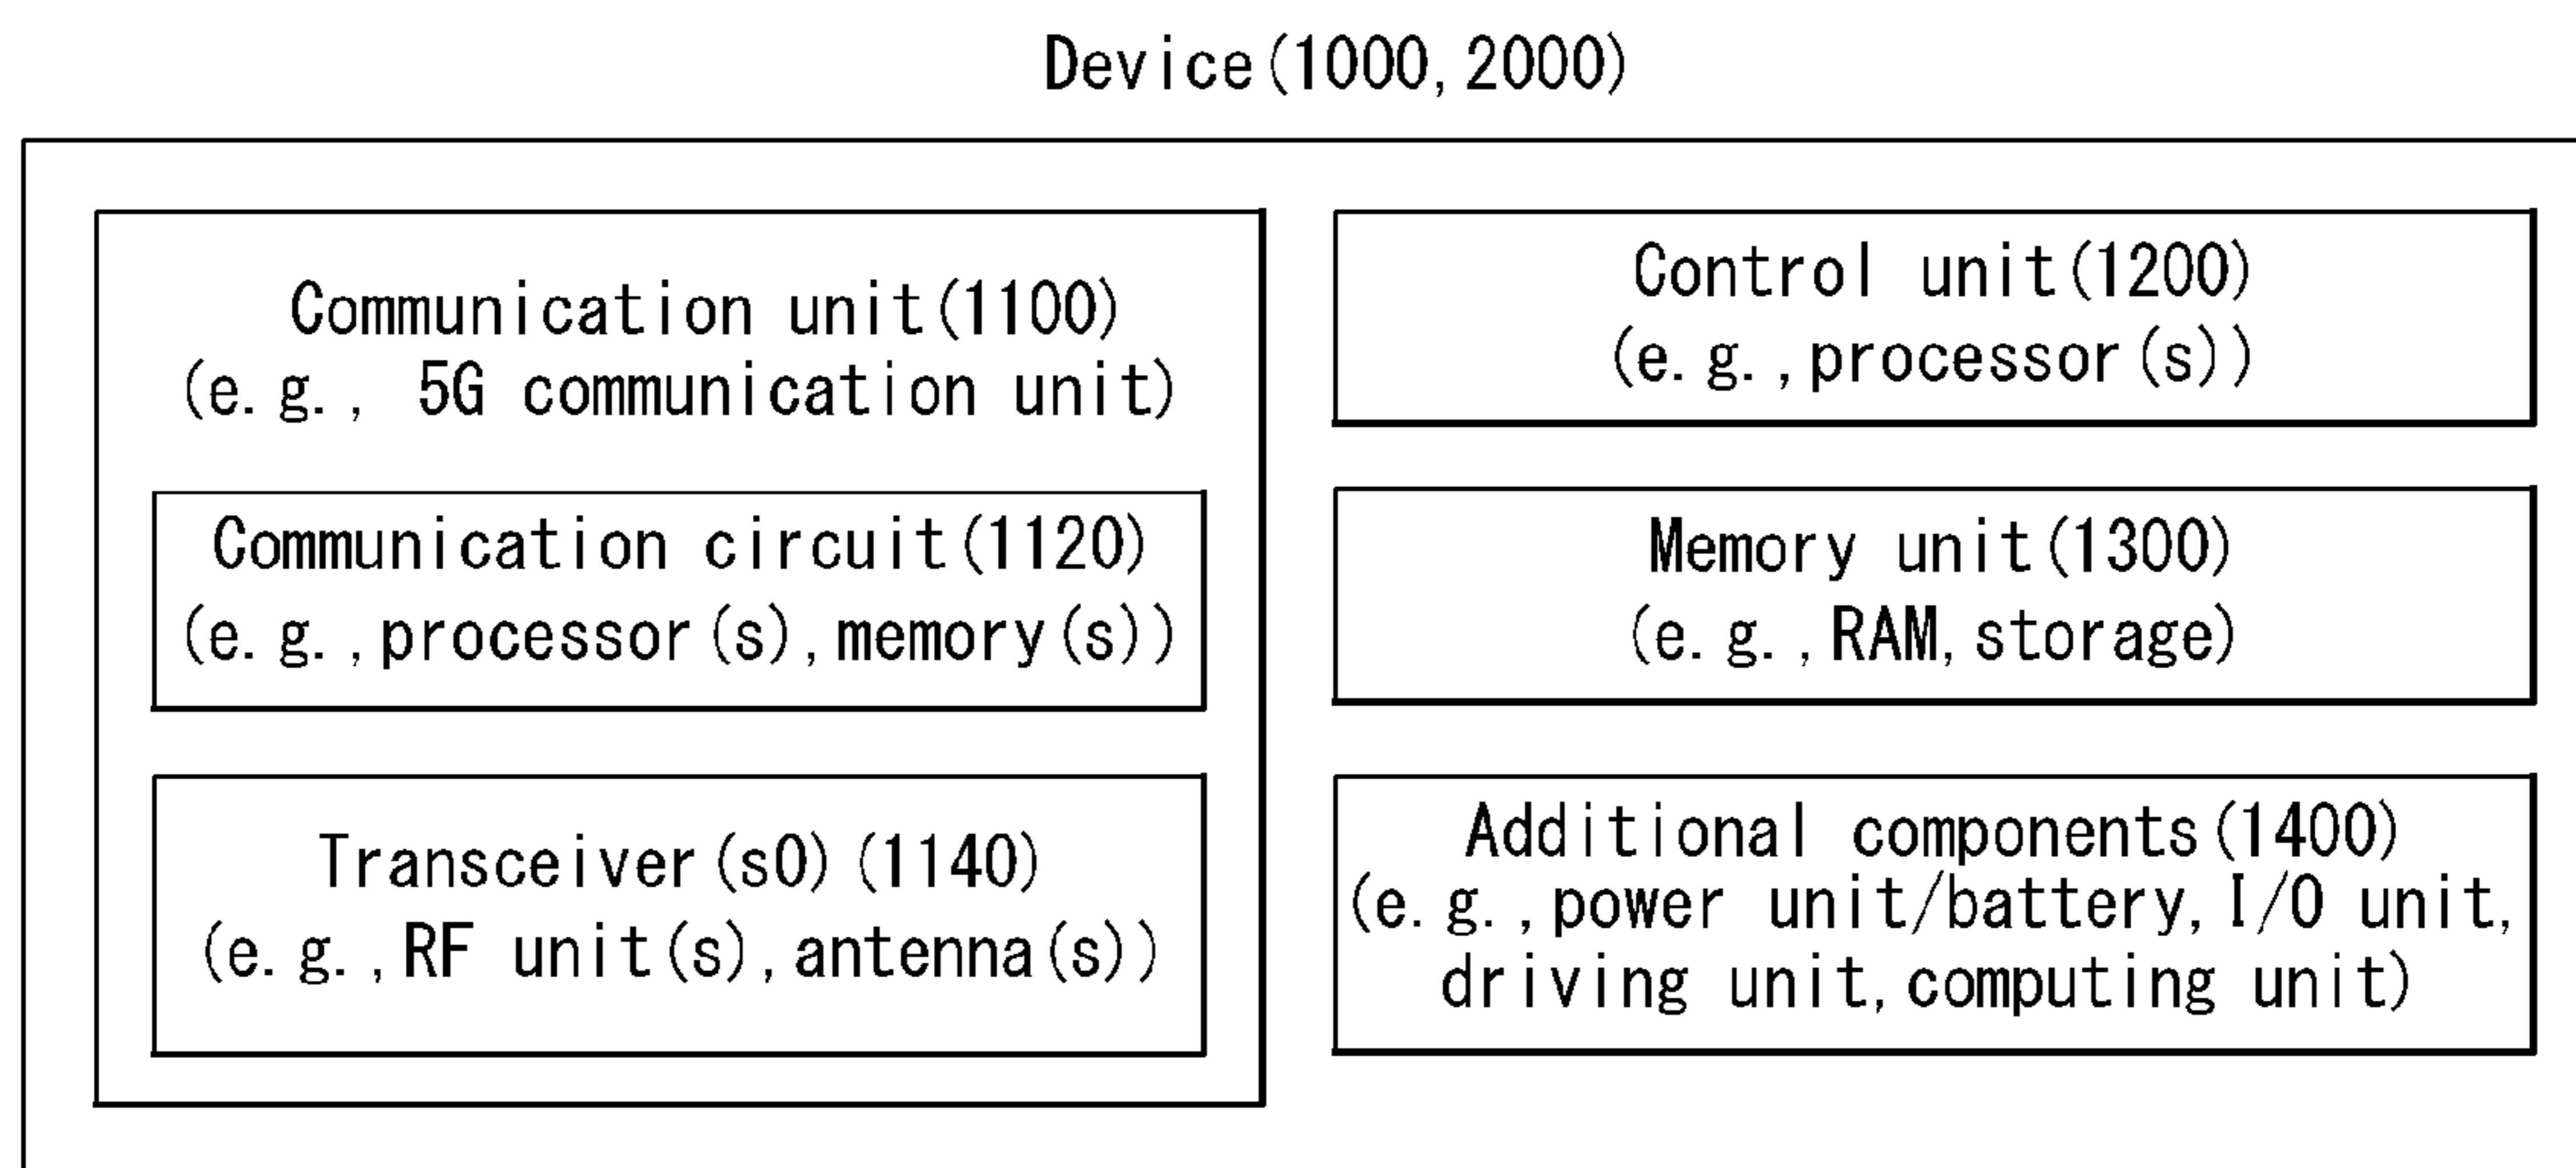 Device(1000,2000)
Communication unit(1100)
(e.g., 5G communication unit)
Communication circuit(1120)
(e.g.,processor(s),memory(s))
Transceiver(s0)(1140)
(e.g.,RF unit(s),antenna(s))
Control unit(1200)
(e.g.,processor(s))
Memory unit(1300)
(e.g.,RAM,storage)
Additional components(1400)
(e.g.,power unit/battery,I/O unit,
driving unit,computing unit)